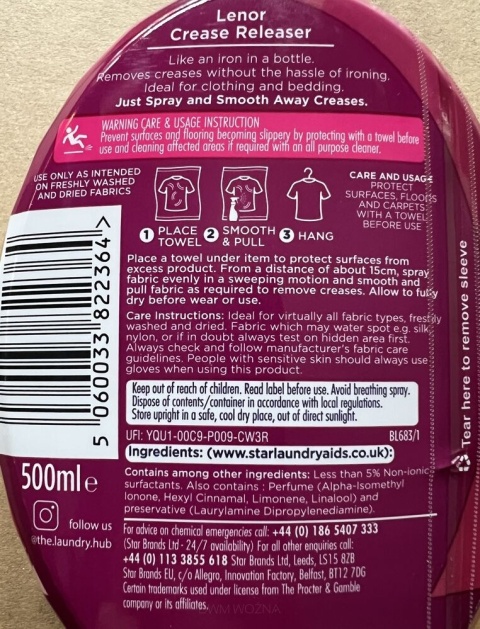 Lenor
Crease Releaser
Like an iron in a bottle.
Removes creases without the hassle of ironing.
Ideal for clothing and bedding.
Just Spray and Smooth Away Creases.
WARNING CARE & USAGE INSTRUCTION
Prevent surfaces and flooring becoming slippery by protecting with a towel before
use and cleaning affected areas if required with an all purpose cleaner.
USE ONLY AS INTENDED
ON FRESHLY WASHED
AND DRIED FABRICS
1 PLACE
TOWEL
2 SMOOTH
& PULL
3 HANG
CARE AND USAGE
PROTECT
SURFACES, FLOORS
AND CARPETS
WITH A TOWEL
BEFORE USE
Place a towel under item to protect surfaces from
excess product. From a distance of about 15cm, spray
fabric evenly in a sweeping motion and smooth and
pull fabric as required to remove creases. Allow to fully
dry before wear or use.
Care Instructions: Ideal for virtually all fabric types, freshly
washed and dried. Fabric which may water spot e.g. silk,
nylon, or if in doubt always test on hidden area first.
Always check and follow manufacturer's fabric care
guidelines. People with sensitive skin should always use
gloves when using this product.
Keep out of reach of children. Read label before use. Avoid breathing spray.
Dispose of contents/container in accordance with local regulations.
Store upright in a safe, cool dry place, out of direct sunlight.
UFI: YQU1-00C9-P009-CW3R
BL683/1
Ingredients: (www.starlaundryaids.co.uk):
Contains among other ingredients: Less than 5% Non-ionic
surfactants. Also contains : Perfume (Alpha-Isomethyl
Ionone, Hexyl Cinnamal, Limonene, Linalool) and
preservative (Laurylamine Dipropylenediamine).
For advice on chemical emergencies call: +44 (0) 186 5407 333
(Star Brands Ltd - 24/7 availability) For all other enquiries call:
+44 (0) 113 3855 618 Star Brands Ltd, Leeds, LS15 8ZB
Star Brands EU, c/o Allegro, Innovation Factory, Belfast, BT12 7DG
Certain trademarks used under license from The Procter & Gamble
company or its affiliates.
5 060033 822364 >
500ml e
follow us
@the.laundry.hub
Tear here to remove sleeve
WM WOZNA